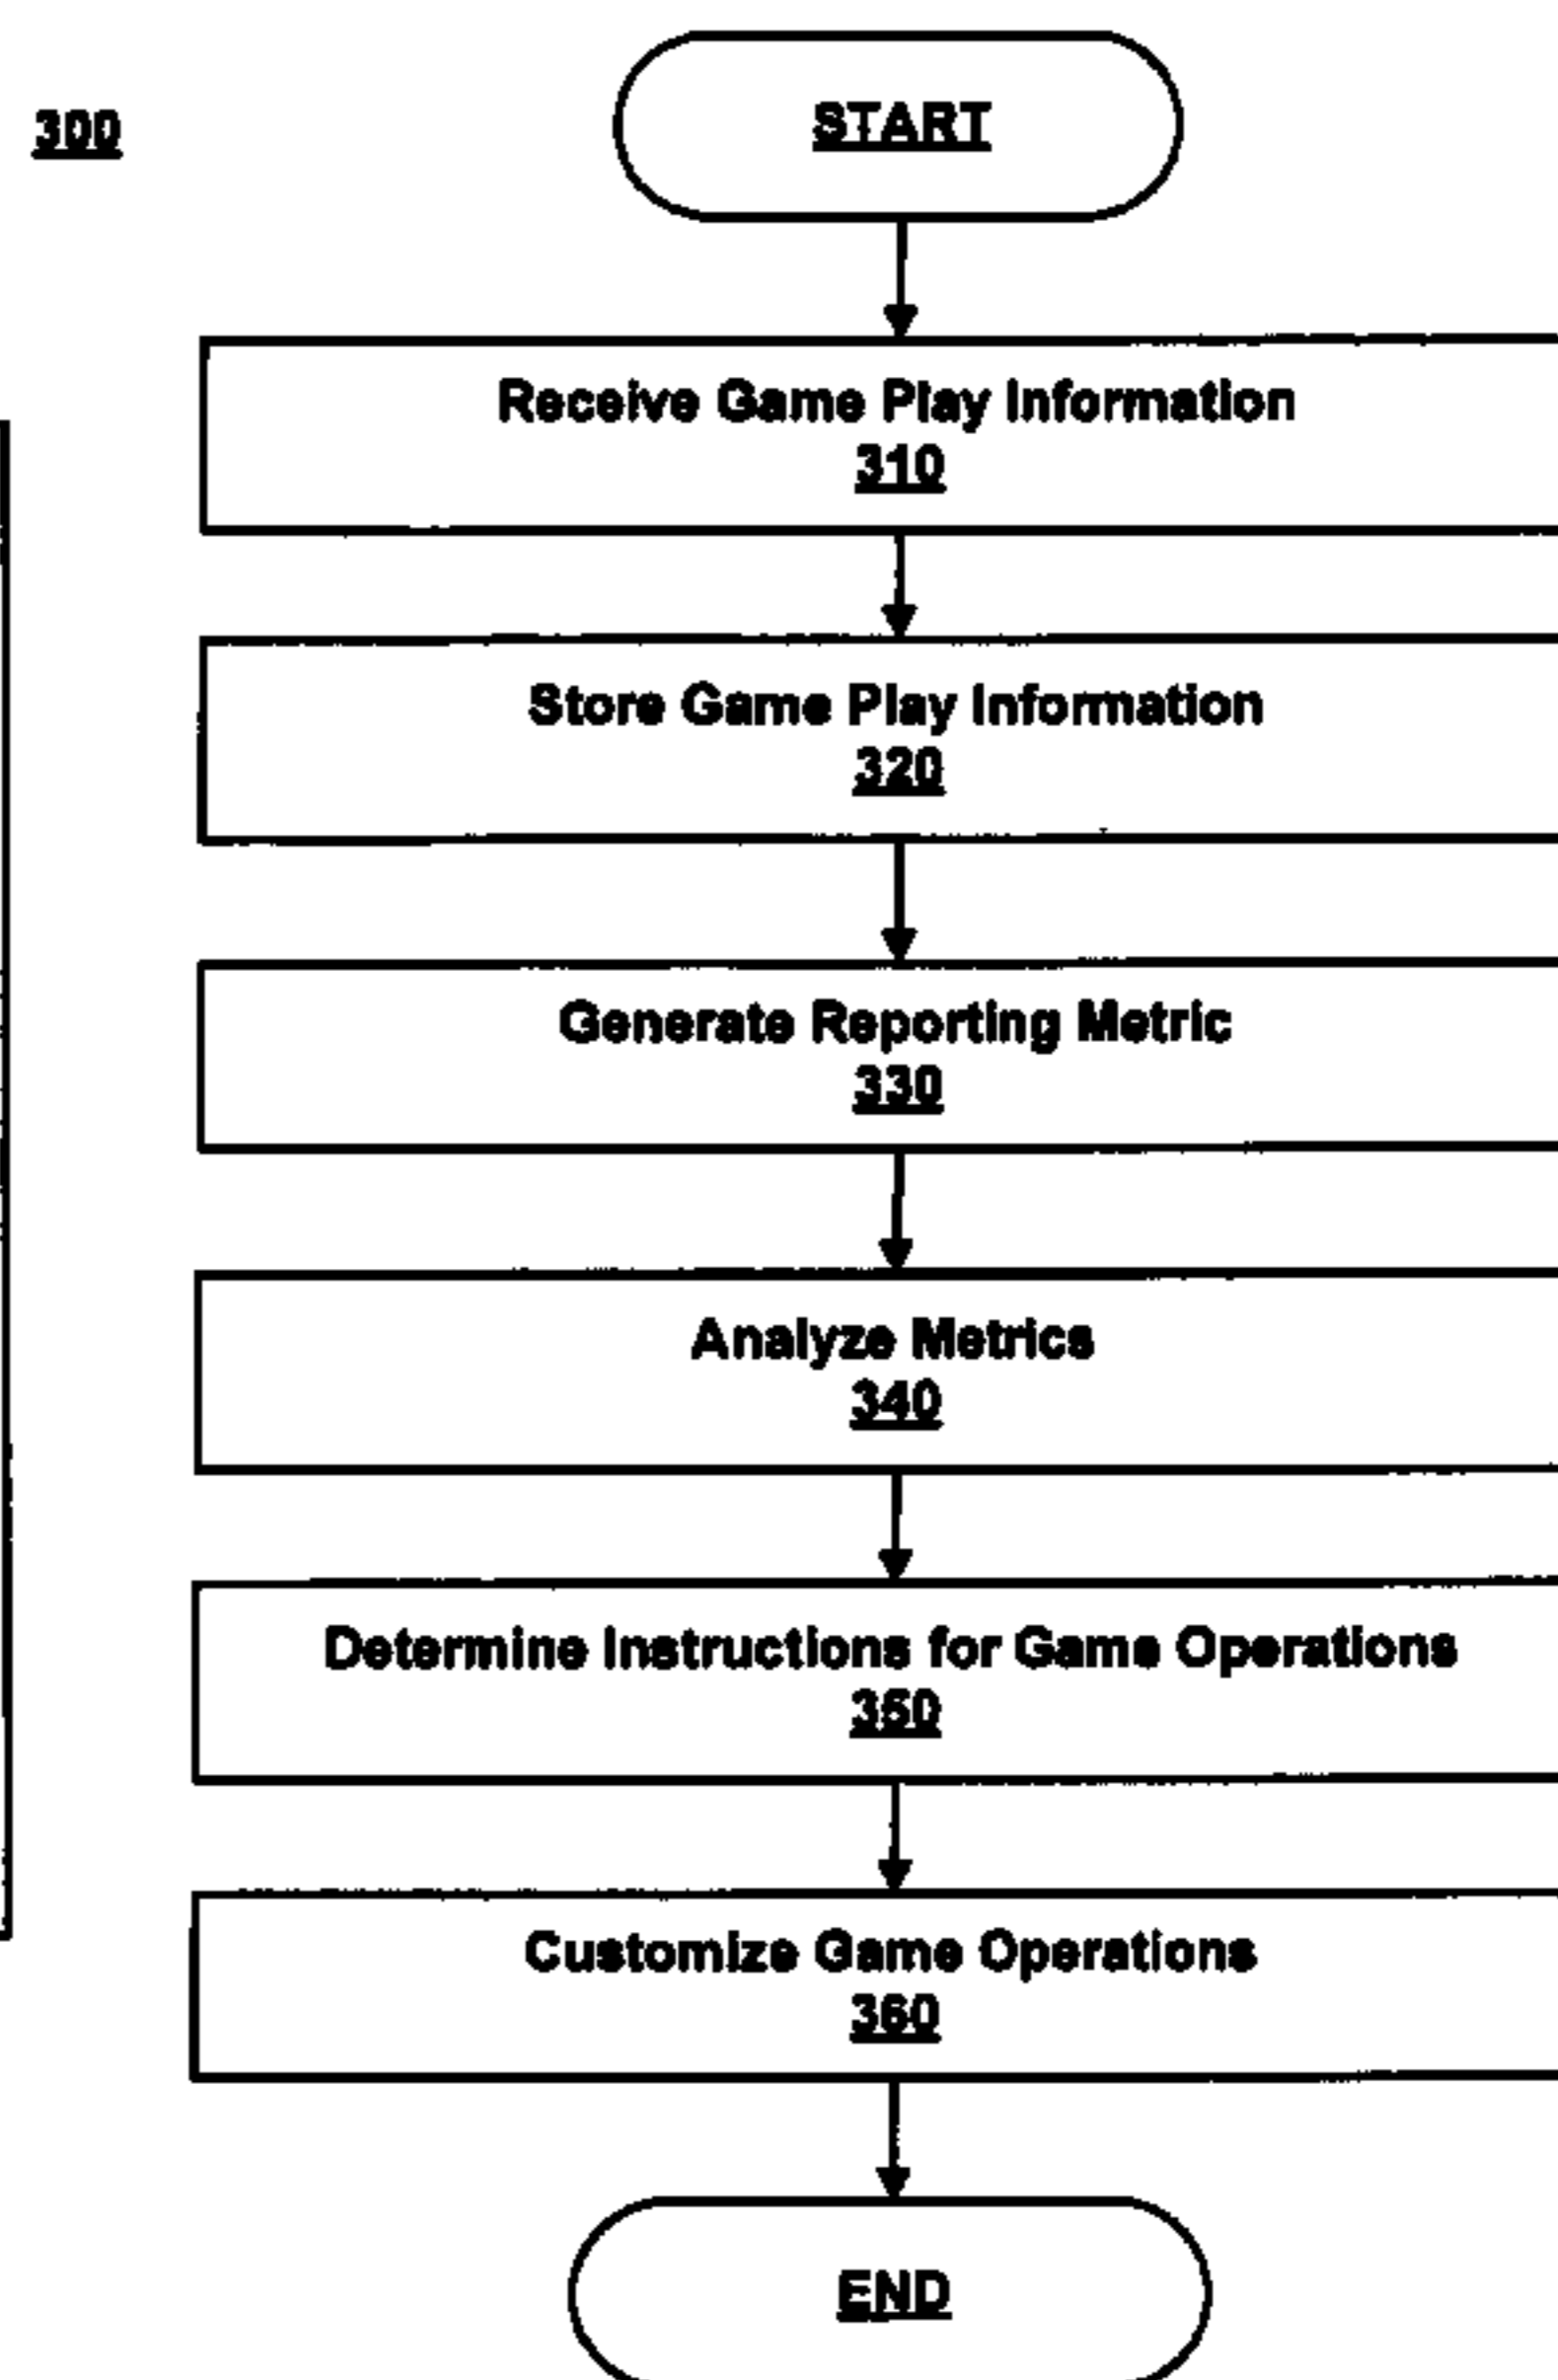 300
START
Receive Game Play Information
310
Store Game Play Information
320
Generate Reporting Metric
330
Analyze Metrics
340
Determine Instructions for Game Operations
350
Customize Game Operations
360
END